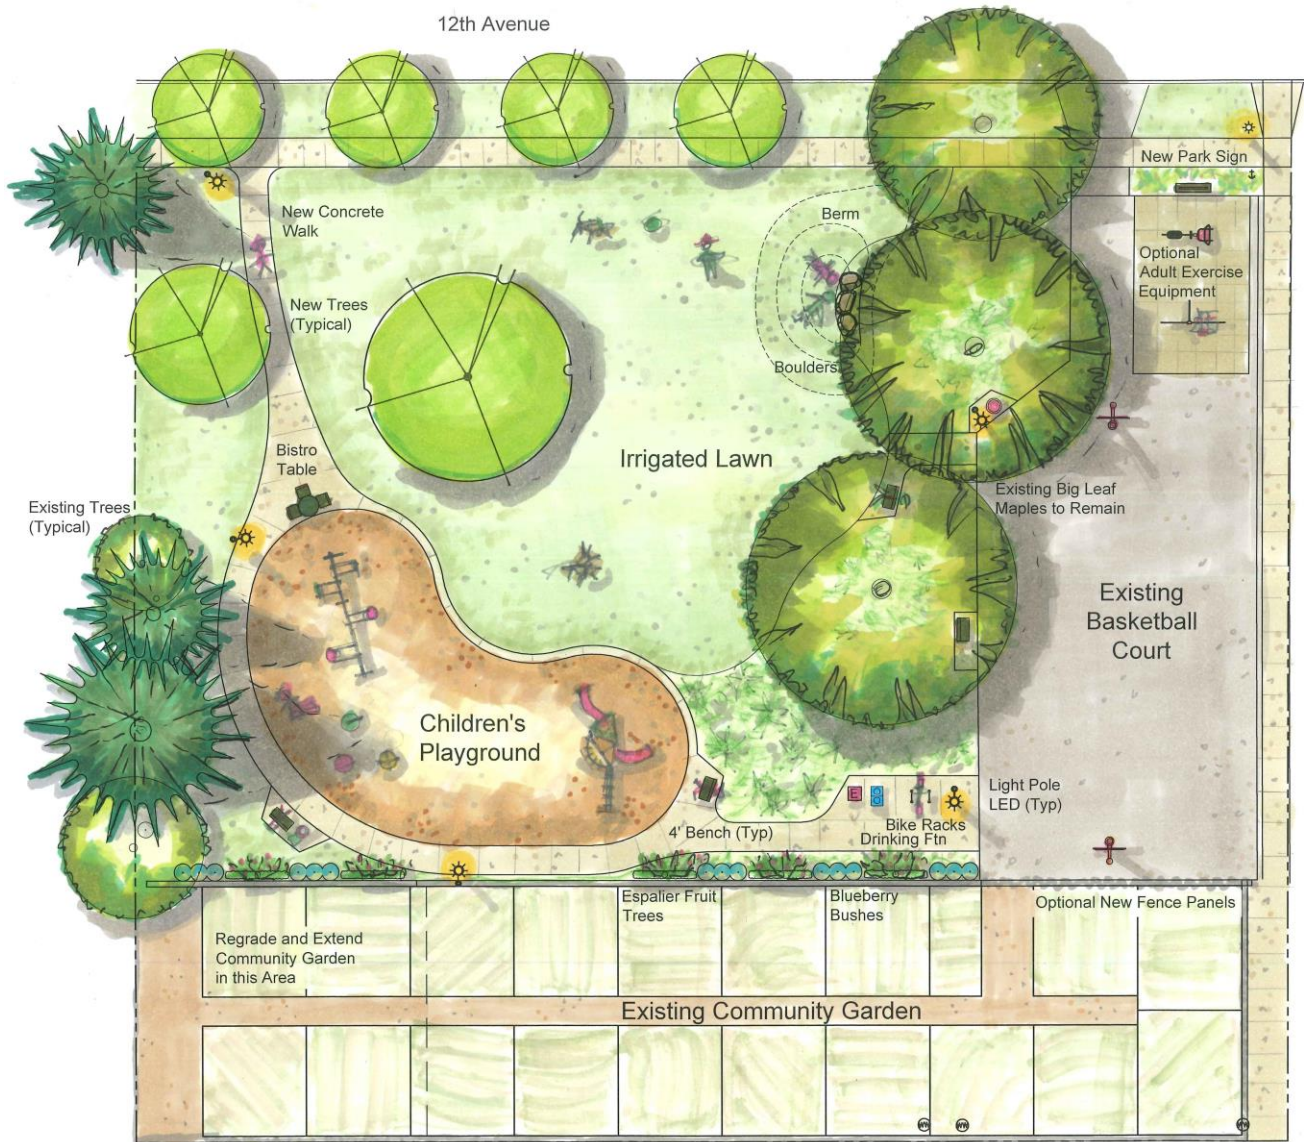 12th Avenue
New Park Sign
New Concrete
Walk
Berm
Optional
Adult Exercise
Equipment
New Trees
(Typical)
Boulders
Bistro
Table
Irrigated Lawn
Existing Trees
(Typical)
Existing Big Leaf
Maples to Remain
Existing
Basketball
Court
Children's
Playground
Light Pole
LED (Typ)
4' Bench (Typ)
Bike Racks
Drinking Ftn
Espalier Fruit
Trees
Blueberry
Bushes
Optional New Fence Panels
Regrade and Extend
Community Garden
in this Area
Existing Community Garden